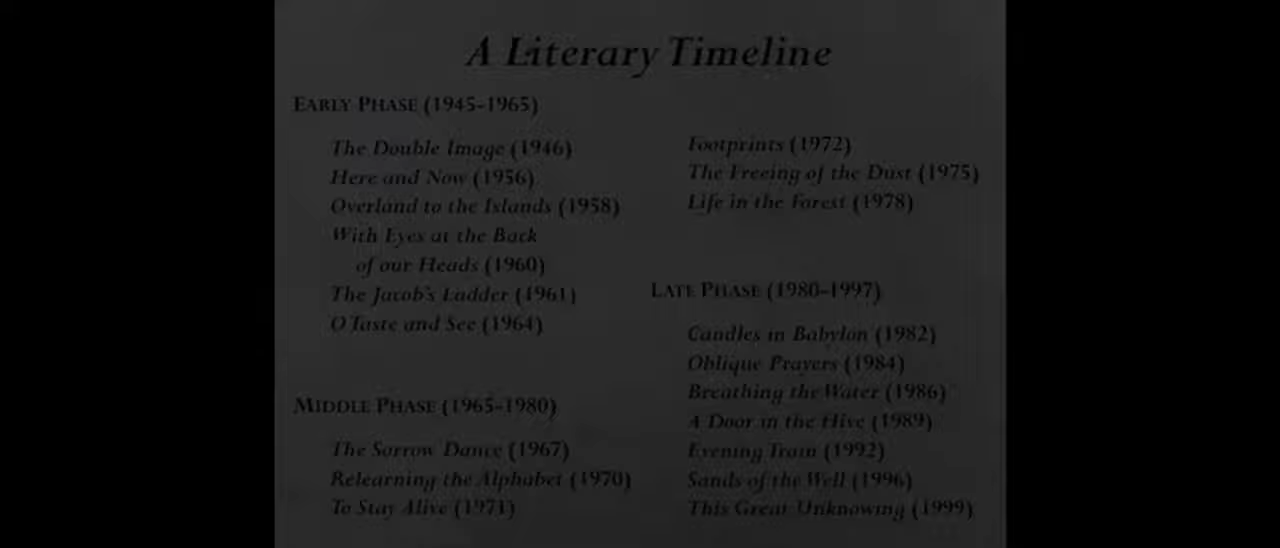 A Literary Timeline
EARLY PHASE (1945-1965)
The Double Image (1946)
Here and Now (1956)
Overland to the Islands (1958)
With Eyes at the Back
of our Heads (1960)
The Jacob's Ladder (1961)
O Taste and See (1964)
MIDDLE PHASE (1965-1980)
The Sorrow Dance (1967)
Relearning the Alphabet (1970)
To Stay Alive (1971)
Footprints (1972)
The Freeing of the Dust (1975)
Life in the Forest (1978)
LATE PHASE (1980-1997)
Candles in Babylon (1982)
Oblique Prayers (1984)
Breathing the Water (1986)
A Door in the Hive (1989)
Evening Train (1992)
Sands of the Well (1996)
This Great Unknowing (1999)